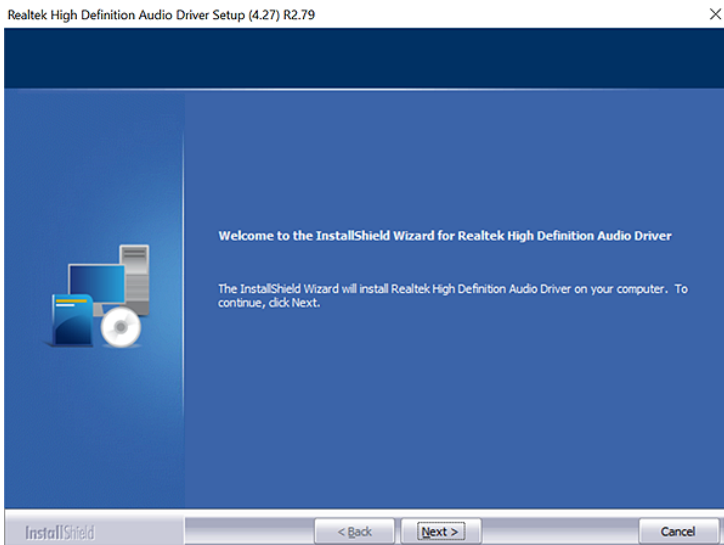 Realtek High Definition Audio Driver Setup (4.27) R2.79
Welcome to the InstallShield Wizard for Realtek High Definition Audio Driver
The InstallShield Wizard will install Realtek High Definition Audio Driver on your computer. To
continue, click Next.
InstallShield
< Back
Next >
Cancel